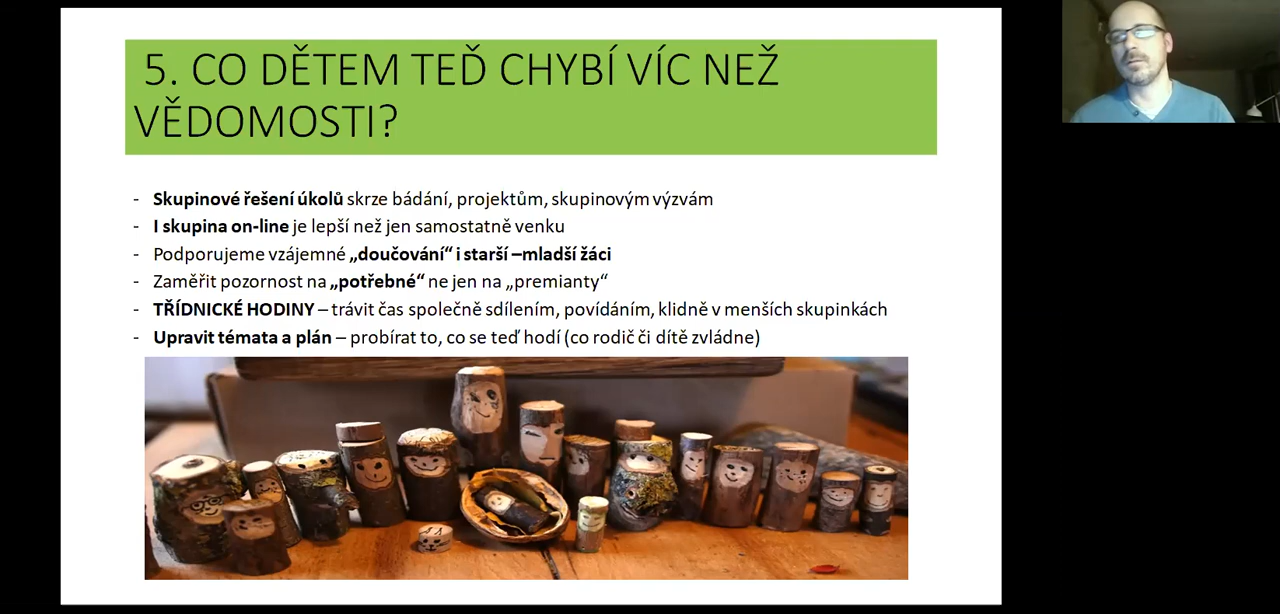 5. CO DĚTEM TEĎ CHYBÍ VÍC NEŽ
VĚDOMOSTI?
- Skupinové řešení úkolů skrze bádání, projektům, skupinovým výzvám
- I skupina on-line je lepší než jen samostatně venku
- Podporujeme vzájemné „doučování“ i starší –mladší žáci
- Zaměřit pozornost na „potřebné“ ne jen na „premianty“
- TŘÍDNICKÉ HODINY – trávit čas společně sdílením, povídáním, klidně v menších skupinkách
- Upravit témata a plán – probírat to, co se teď hodí (co rodič či dítě zvládne)